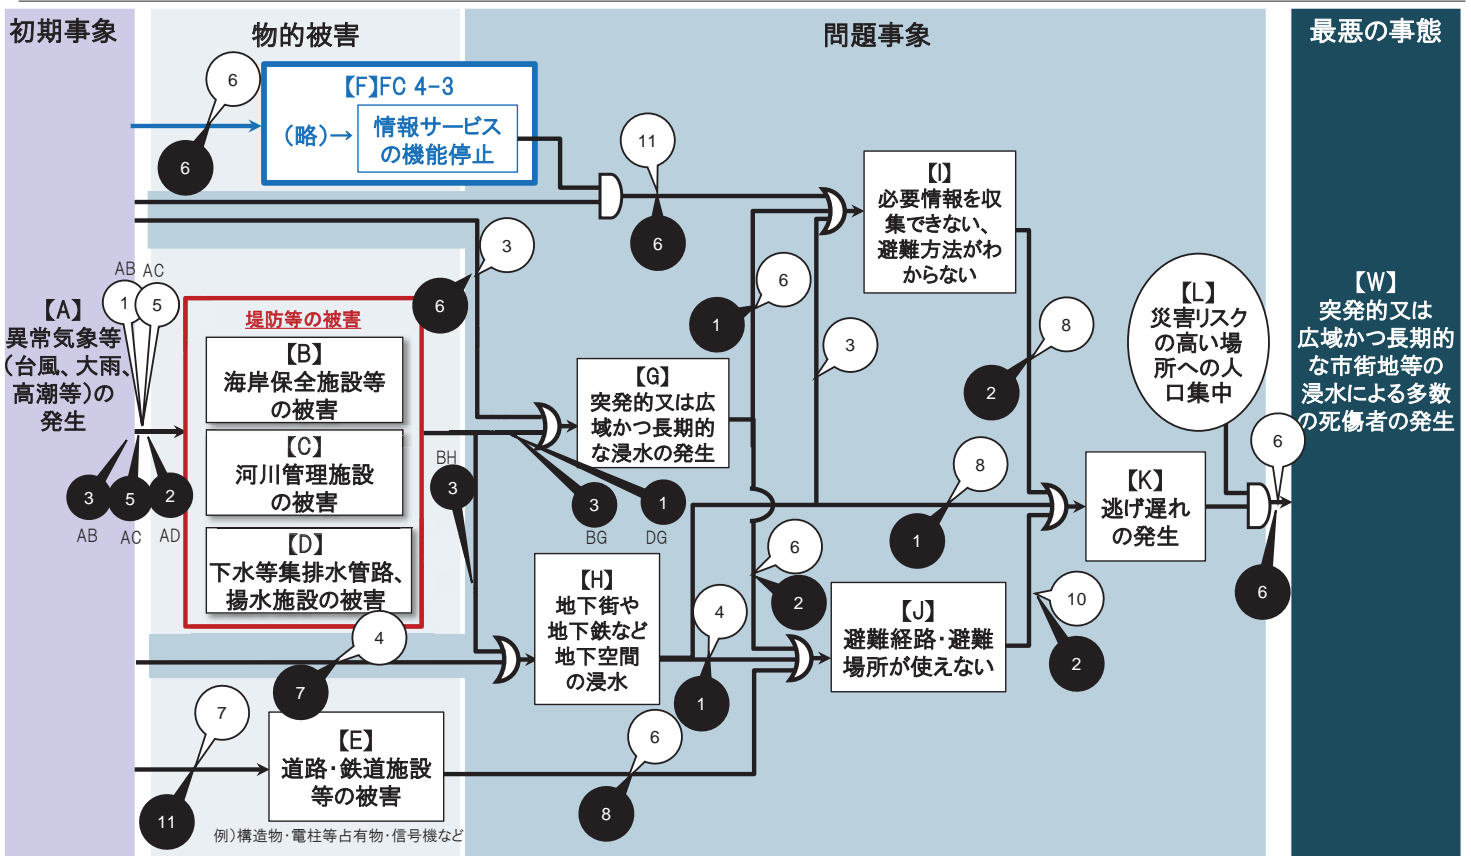 初期事象
物的被害
問題事象
最悪の事態
【A】
異常気象等
（台風、大雨、
高潮等）の
発生
6
6
【F】FC 4-3
（略）→
情報サービス
の機能停止
11
6
3
6
AB
AC
1
5
3
5
2
AB
AC
AD
堤防等の被害
【B】
海岸保全施設等
の被害
【C】
河川管理施設
の被害
【D】
下水等集排水管路、
揚水施設の被害
BH
3
3
BG
1
DG
4
7
7
11
【E】
道路・鉄道施設
等の被害
例）構造物・電柱等占有物・信号機など
【G】
突発的又は広
域かつ長期的
な浸水の発生
【H】
地下街や
地下鉄など
地下空間
の浸水
6
1
3
6
2
4
1
6
8
【I】
必要情報を収
集できない、
避難方法がわ
からない
8
2
8
1
【J】
避難経路・避難
場所が使えない
10
2
【K】
逃げ遅れ
の発生
【L】
災害リスク
の高い場
所への人
口集中
6
6
【W】
突発的又は
広域かつ長期的
な市街地等の
浸水による多数
の死傷者の発生